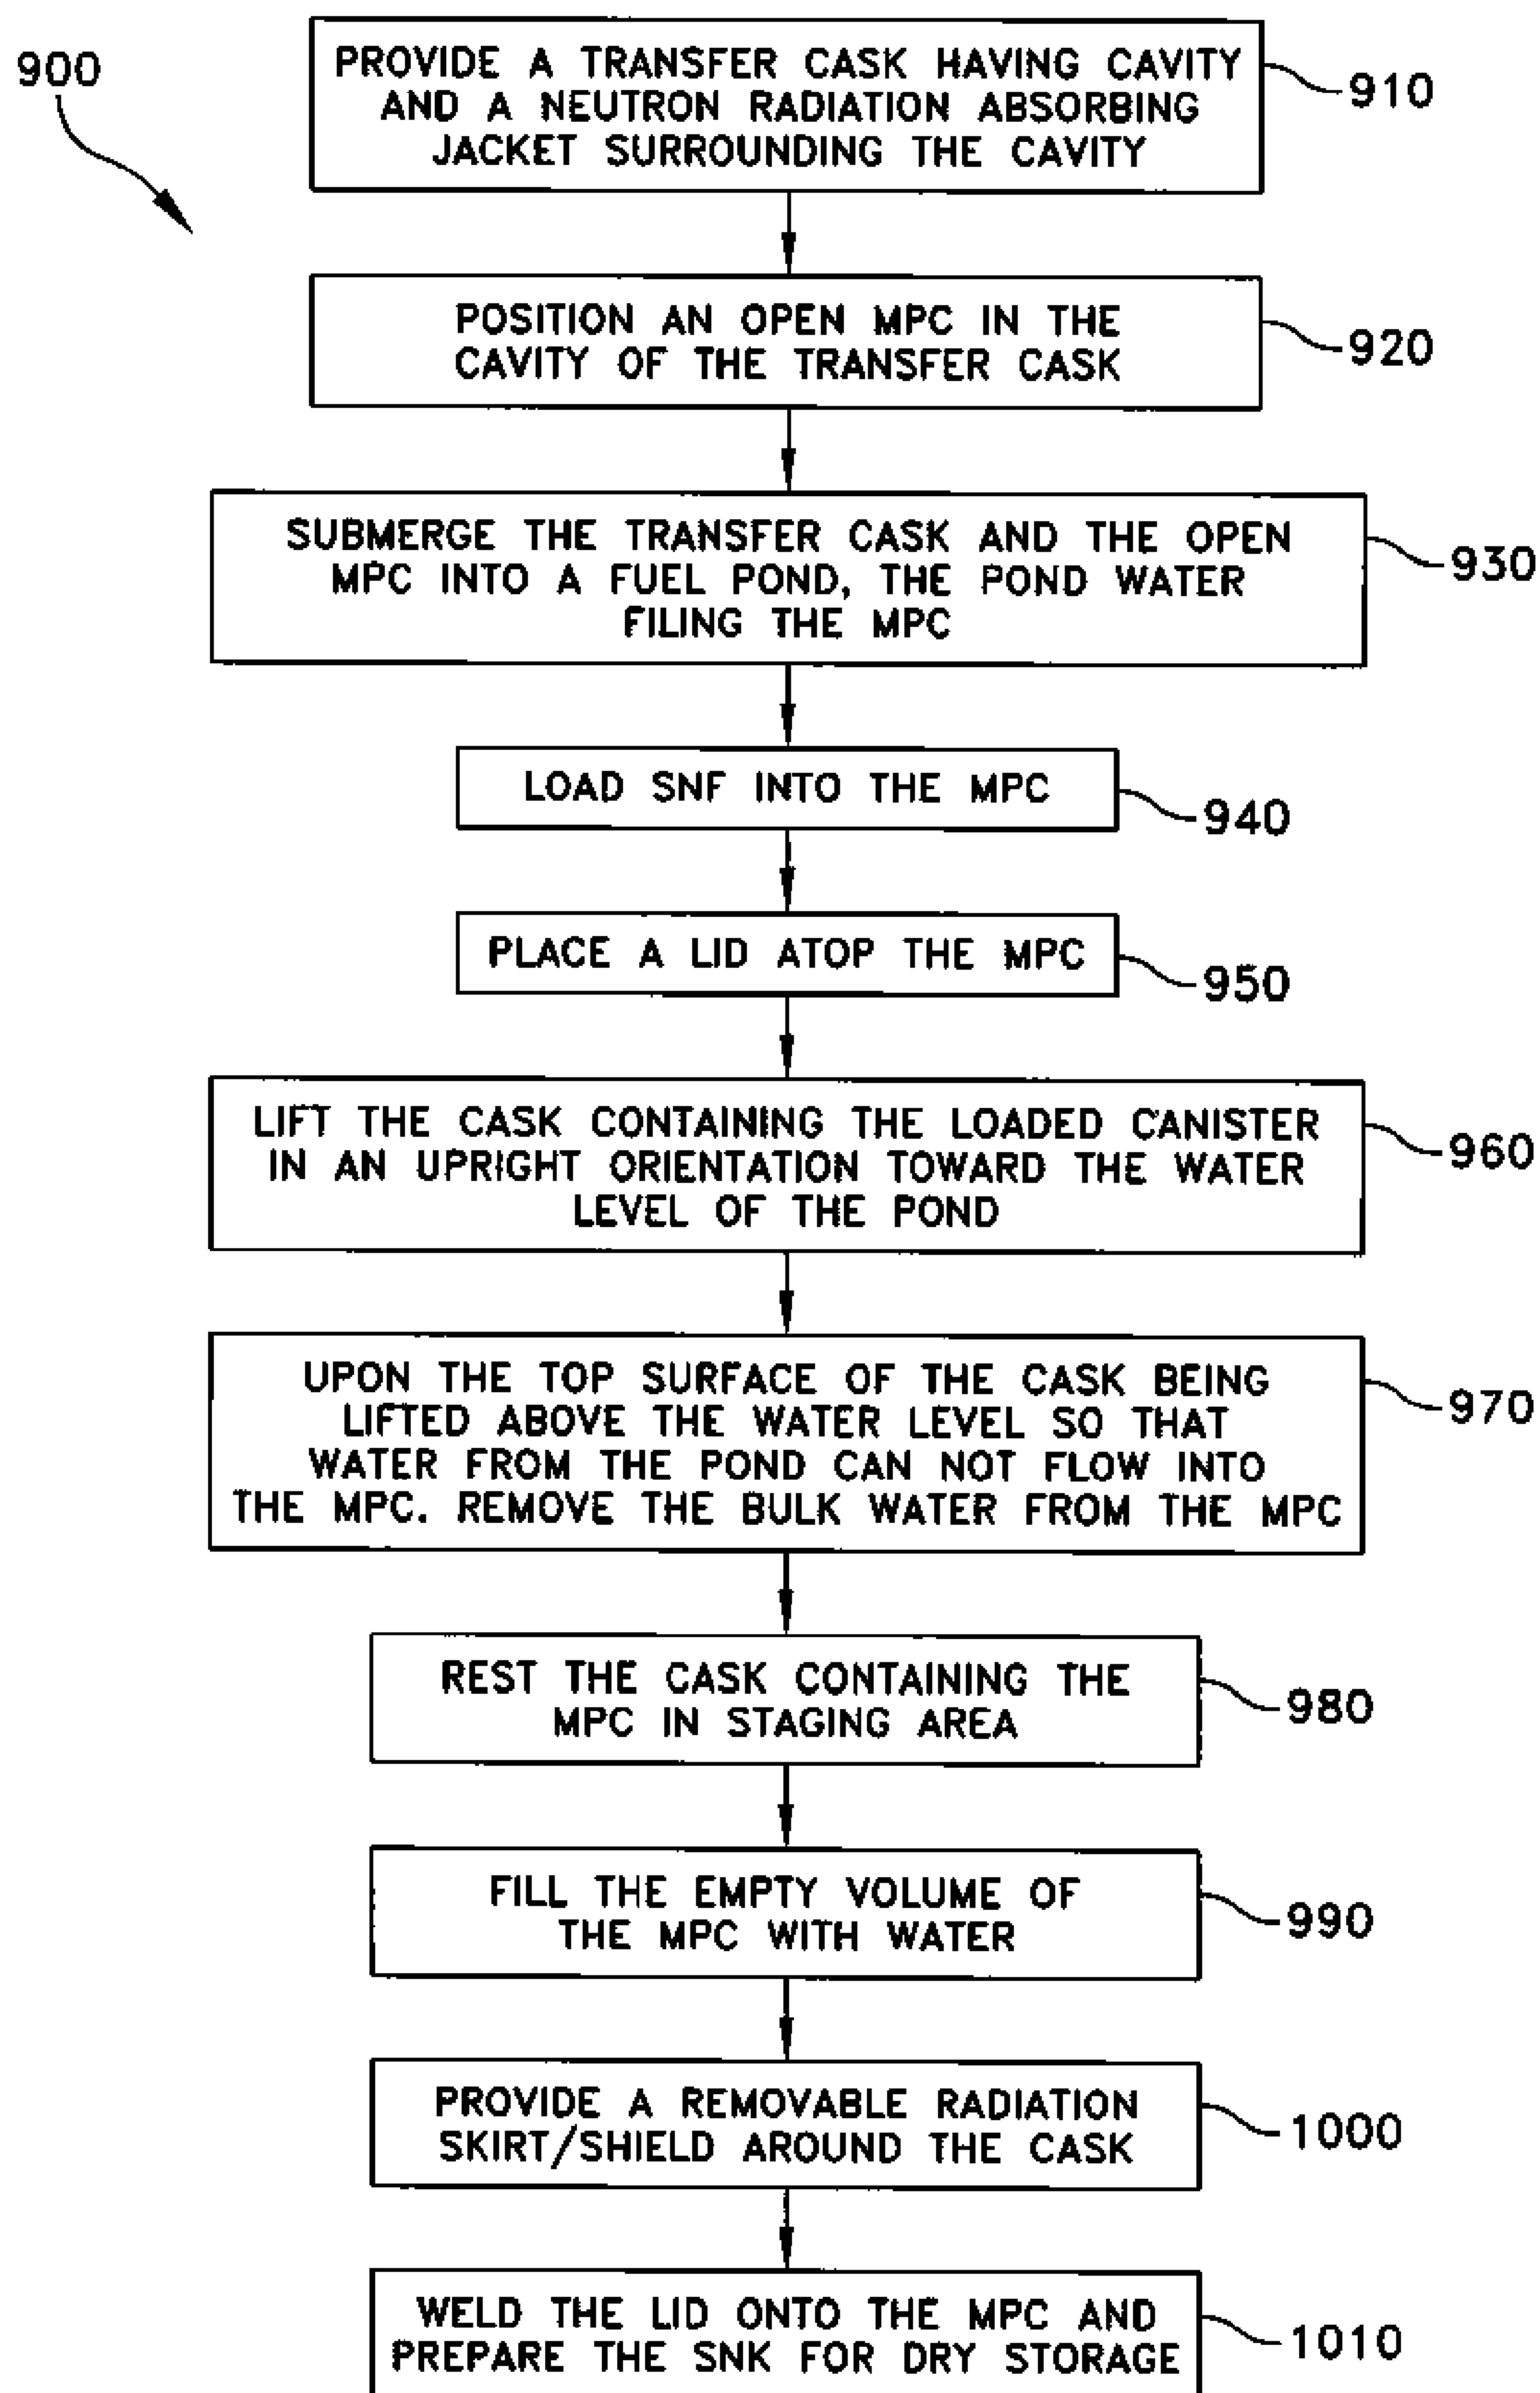 900
PROVIDE A TRANSFER CASK HAVING CAVITY
AND A NEUTRON RADIATION ABSORBING
JACKET SURROUNDING THE CAVITY
910
POSITION AN OPEN MPC IN THE
CAVITY OF THE TRANSFER CASK
920
SUBMERGE THE TRANSFER CASK AND THE OPEN
MPC INTO A FUEL POND, THE POND WATER
FILING THE MPC
930
LOAD SNF INTO THE MPC
940
PLACE A LID ATOP THE MPC
950
LIFT THE CASK CONTAINING THE LOADED CANISTER
IN AN UPRIGHT ORIENTATION TOWARD THE WATER
LEVEL OF THE POND
960
UPON THE TOP SURFACE OF THE CASK BEING
LIFTED ABOVE THE WATER LEVEL SO THAT
WATER FROM THE POND CAN NOT FLOW INTO
THE MPC. REMOVE THE BULK WATER FROM THE MPC
970
REST THE CASK CONTAINING THE
MPC IN STAGING AREA
980
FILL THE EMPTY VOLUME OF
THE MPC WITH WATER
990
PROVIDE A REMOVABLE RADIATION
SKIRT/SHIELD AROUND THE CASK
1000
WELD THE LID ONTO THE MPC AND
PREPARE THE SNK FOR DRY STORAGE
1010